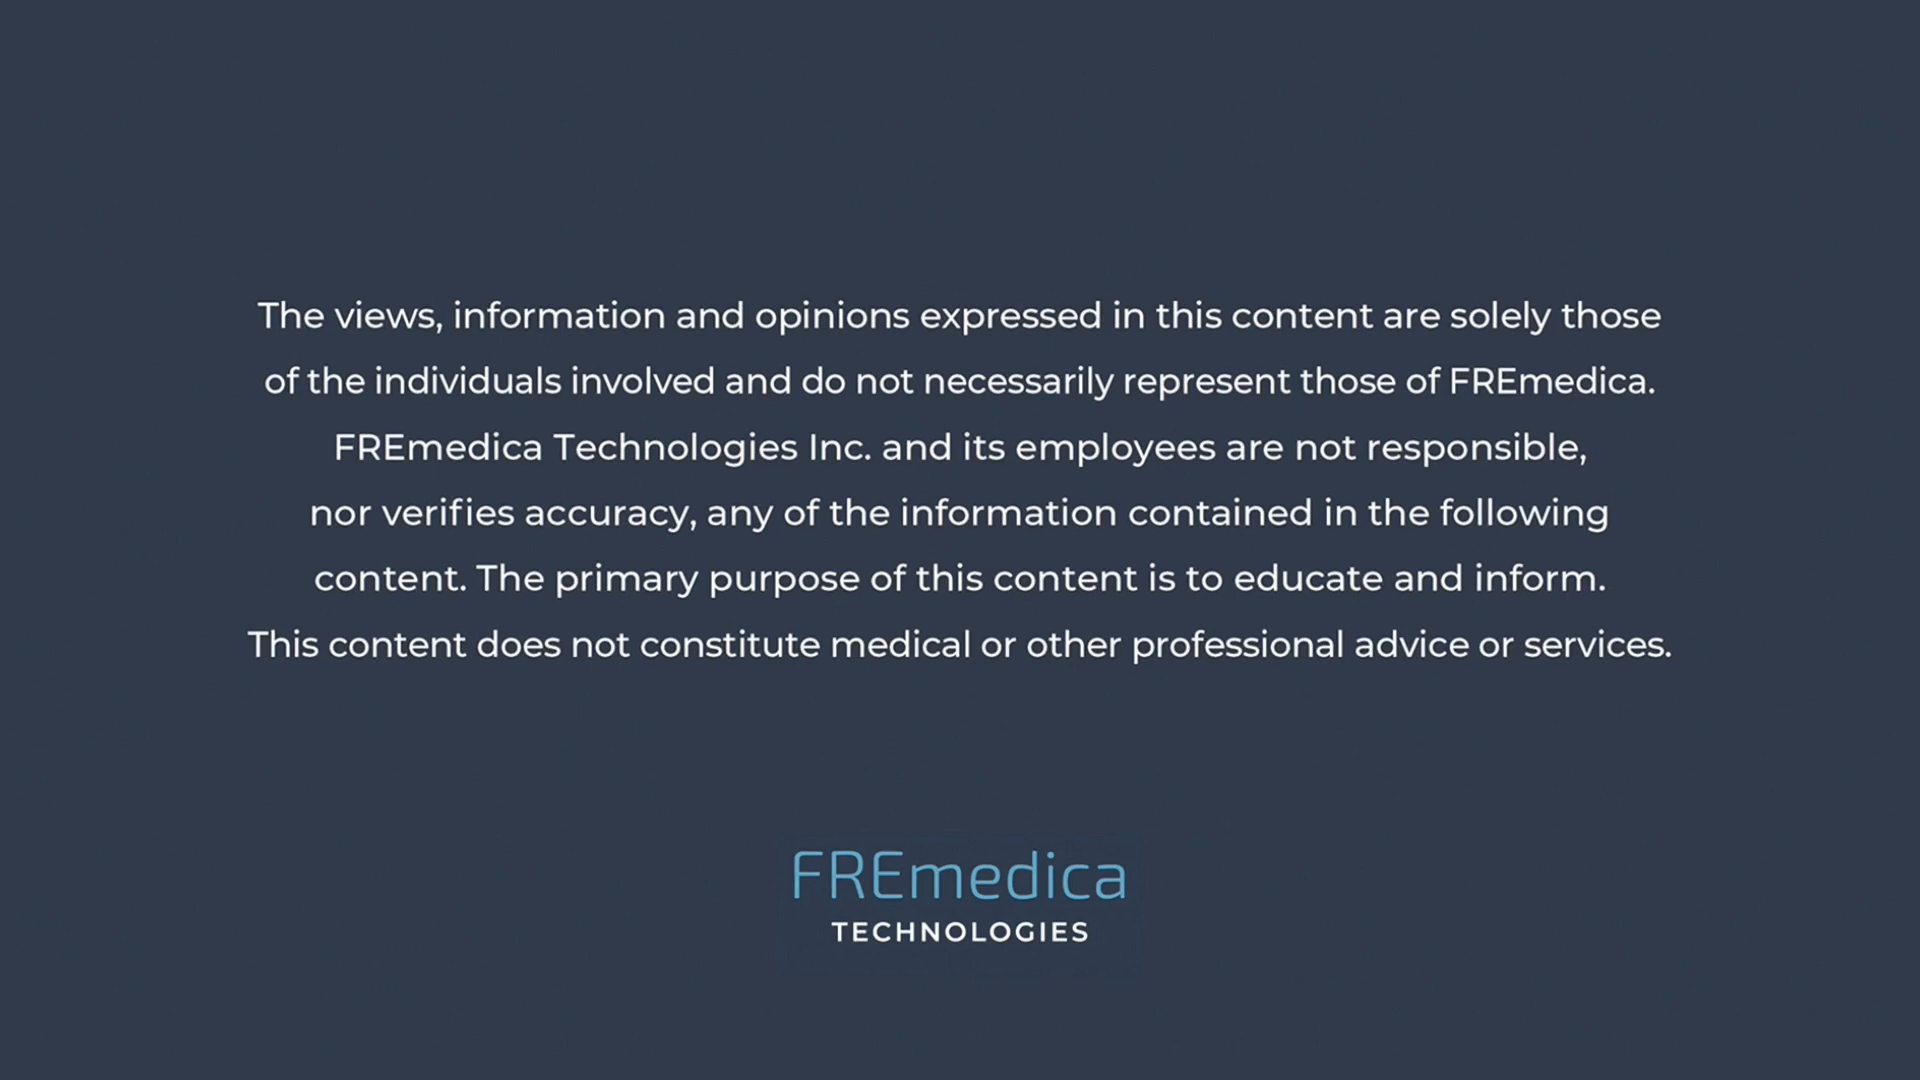 The views, information and opinions expressed in this content are solely those
of the individuals involved and do not necessarily represent those of FREmedica.
FREmedica Technologies Inc. and its employees are not responsible,
nor verifies accuracy, any of the information contained in the following
content. The primary purpose of this content is to educate and inform.
This content does not constitute medical or other professional advice or services.
FREmedica
TECHNOLOGIES